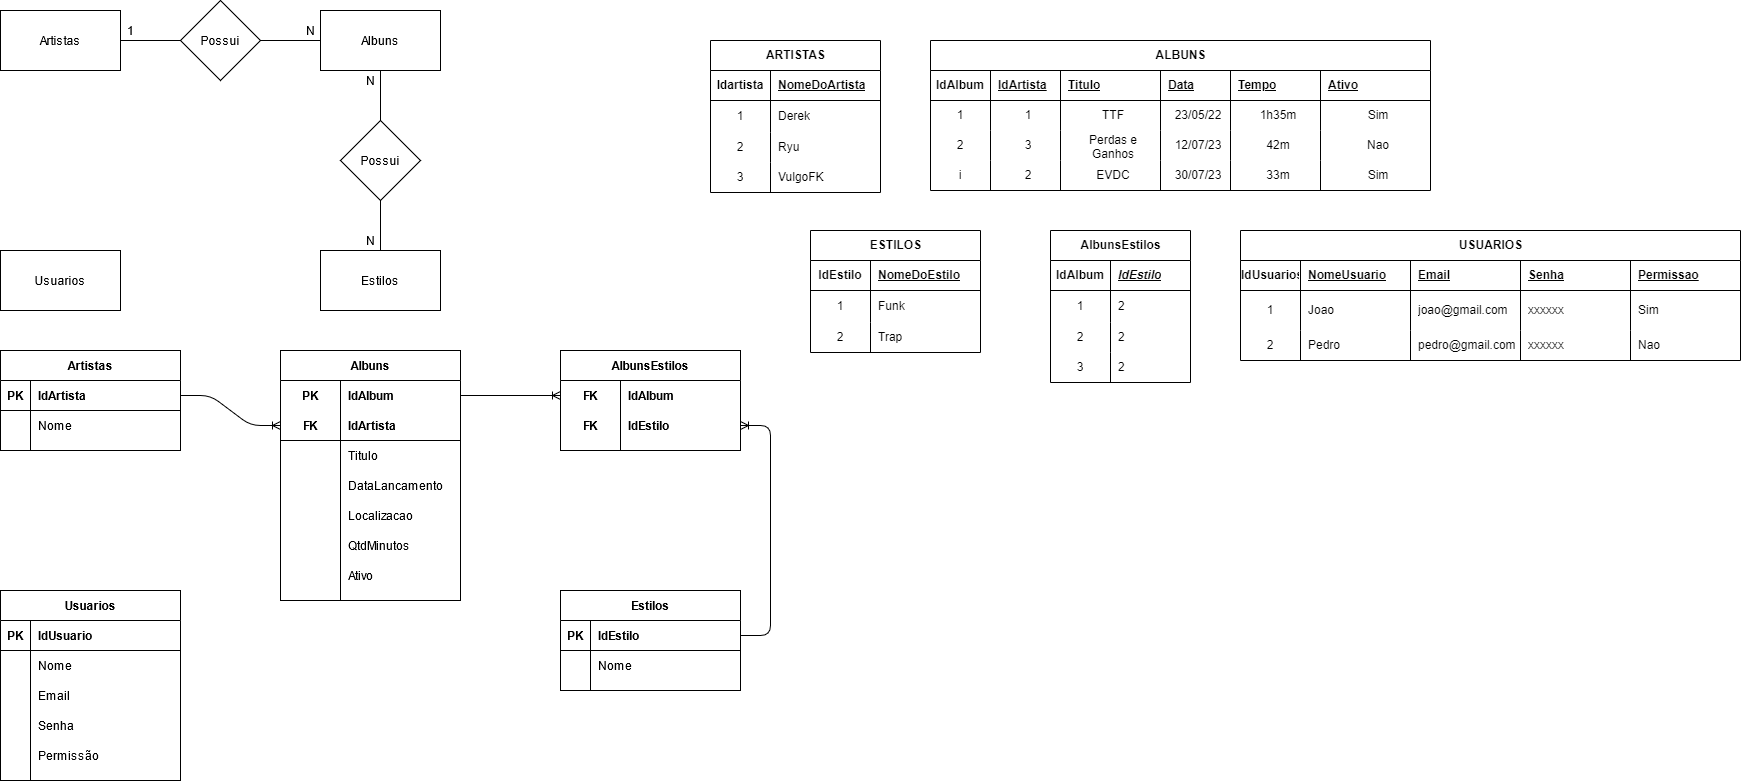 Artistas
1
Possui
N
Albuns
N
Possui
N
Usuarios
Estilos
ARTISTAS
Idartista NomeDoArtista
1 Derek
2 Ryu
3 VulgoFK
ALBUNS
IdAlbum IdArtista Titulo Data Tempo Ativo
1 1 TTF 23/05/22 1h35m Sim
2 3 Perdas e
Ganhos 12/07/23 42m Nao
i 2 EVDC 30/07/23 33m Sim
ESTILOS
IdEstilo NomeDoEstilo
1 Funk
2 Trap
AlbunsEstilos
IdAlbum IdEstilo
1 2
2 2
3 2
USUARIOS
IdUsuarios NomeUsuario Email Senha Permissao
1 Joao joao@gmail.com xxxxxx Sim
2 Pedro pedro@gmail.com xxxxxx Nao
Artistas
PK IdArtista
Nome
Albuns
PK IdAlbum
FK IdArtista
Titulo
DataLancamento
Localizacao
QtdMinutos
Ativo
AlbunsEstilos
FK IdAlbum
FK IdEstilo
Usuarios
PK IdUsuario
Nome
Email
Senha
Permissão
Estilos
PK IdEstilo
Nome